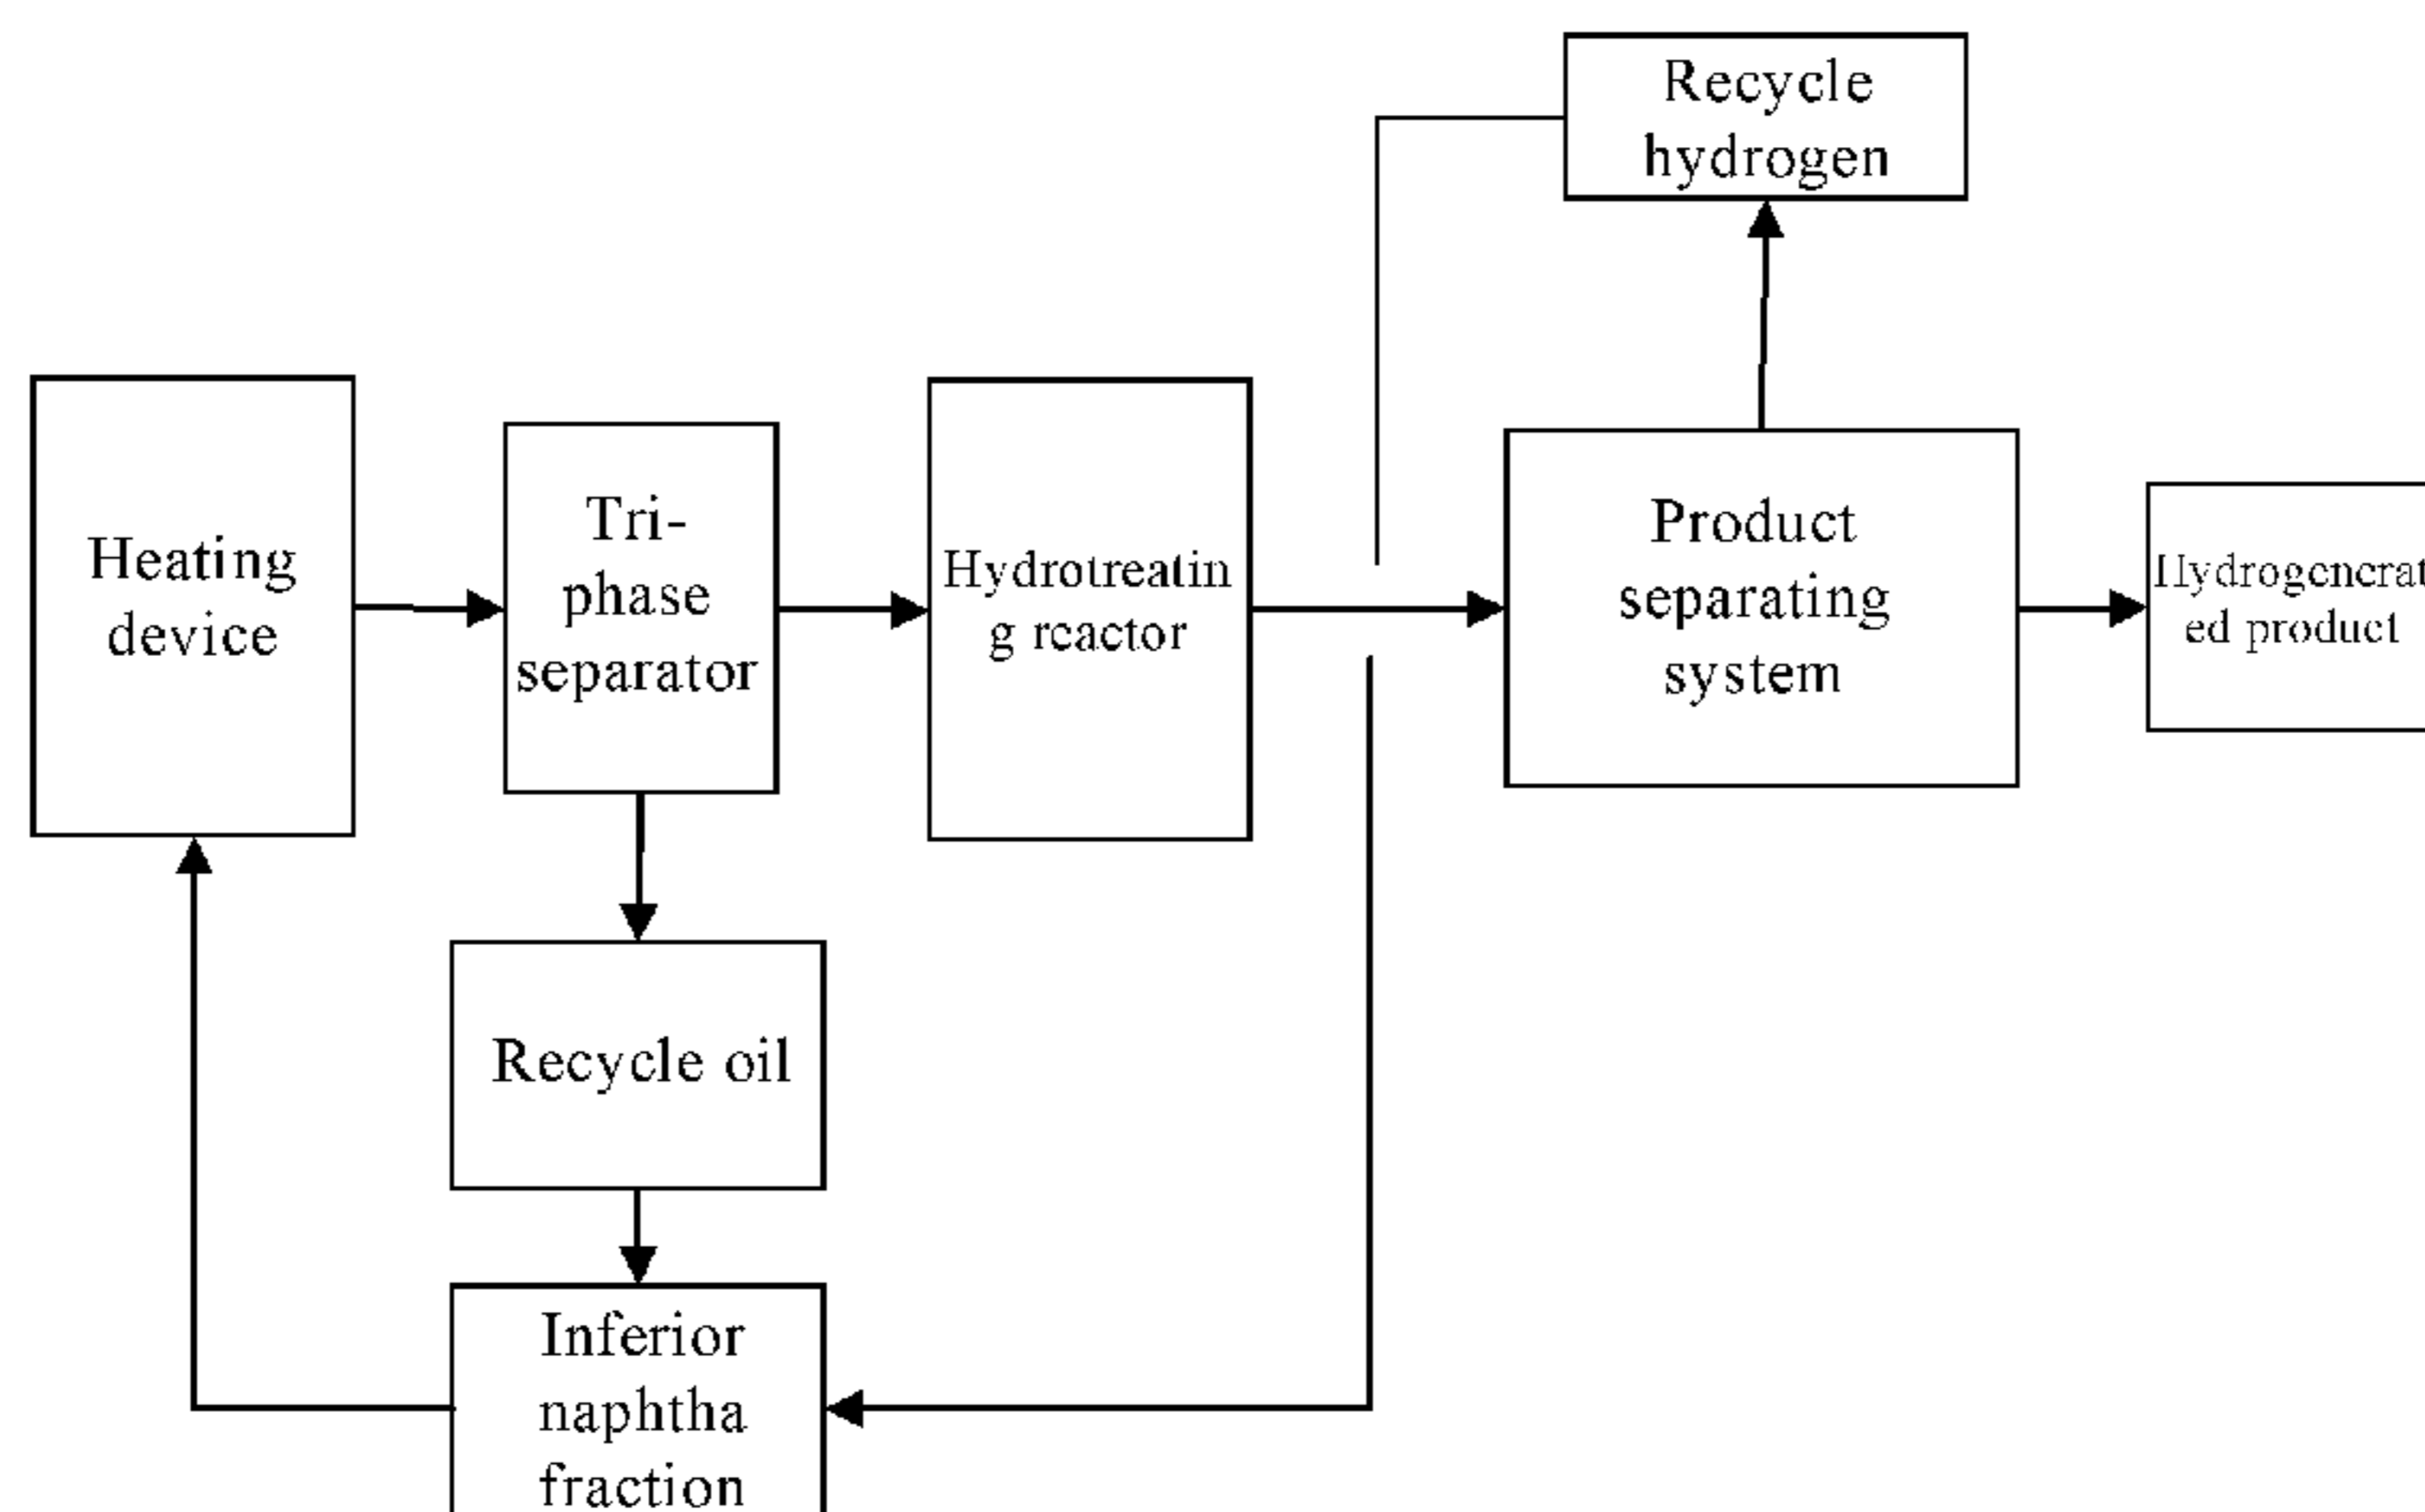 Recycle
hydrogen
Heating
device
Tri-
phase
separator
Hydrotreatin
g reactor
Product
separating
system
Hydrogenerat
ed product
Recycle oil
Inferior
naphtha
fraction